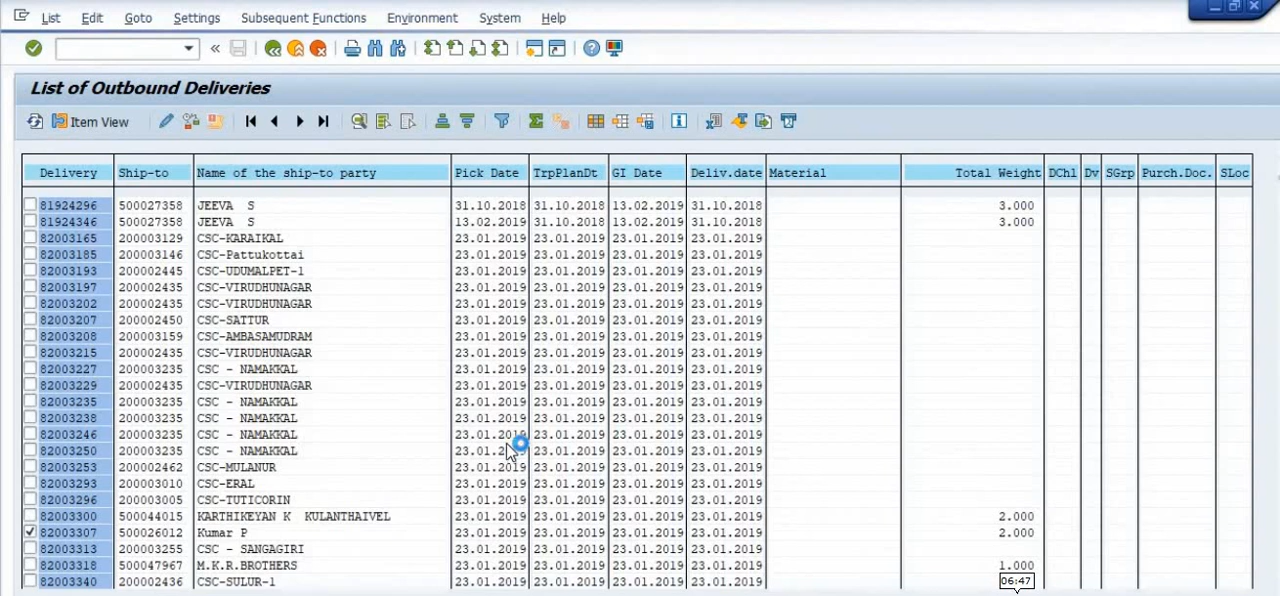 List Edit Goto Settings Subsequent Functions Environment System Help
List of Outbound Deliveries
Item View
Delivery Ship-to Name of the ship-to party Pick Date TrpPlanDt GI Date Deliv.date Material Total Weight DChl Dv SGrp Purch.Doc. SLoc
81924296 500027358 JEEVA S 31.10.2018 31.10.2018 13.02.2019 31.10.2018 3.000
81924346 500027358 JEEVA S 13.02.2019 31.10.2018 13.02.2019 31.10.2018 3.000
82003165 200003129 CSC-KARAIKAL 23.01.2019 23.01.2019 23.01.2019 23.01.2019
82003185 200003146 CSC-Pattukottai 23.01.2019 23.01.2019 23.01.2019 23.01.2019
82003193 200002445 CSC-UDUMALPET-1 23.01.2019 23.01.2019 23.01.2019 23.01.2019
82003197 200002435 CSC-VIRUDHUNAGAR 23.01.2019 23.01.2019 23.01.2019 23.01.2019
82003202 200002435 CSC-VIRUDHUNAGAR 23.01.2019 23.01.2019 23.01.2019 23.01.2019
82003207 200002450 CSC-SATTUR 23.01.2019 23.01.2019 23.01.2019 23.01.2019
82003208 200003159 CSC-AMBASAMUDRAM 23.01.2019 23.01.2019 23.01.2019 23.01.2019
82003215 200002435 CSC-VIRUDHUNAGAR 23.01.2019 23.01.2019 23.01.2019 23.01.2019
82003227 200003235 CSC - NAMAKKAL 23.01.2019 23.01.2019 23.01.2019 23.01.2019
82003229 200002435 CSC-VIRUDHUNAGAR 23.01.2019 23.01.2019 23.01.2019 23.01.2019
82003235 200003235 CSC - NAMAKKAL 23.01.2019 23.01.2019 23.01.2019 23.01.2019
82003238 200003235 CSC - NAMAKKAL 23.01.2019 23.01.2019 23.01.2019 23.01.2019
82003246 200003235 CSC - NAMAKKAL 23.01.2019 23.01.2019 23.01.2019 23.01.2019
82003250 200003235 CSC - NAMAKKAL 23.01.2019 23.01.2019 23.01.2019
82003253 200002462 CSC-MULANUR 23.01.2019 23.01.2019 23.01.2019 23.01.2019
82003293 200003010 CSC-ERAL 23.01.2019 23.01.2019 23.01.2019 23.01.2019
82003296 200003005 CSC-TUTICORIN 23.01.2019 23.01.2019 23.01.2019 23.01.2019
82003300 500044015 KARTHIKEYAN K KULANTHAIVEL 23.01.2019 23.01.2019 23.01.2019 23.01.2019 2.000
82003307 500026012 Kumar P 23.01.2019 23.01.2019 23.01.2019 23.01.2019 2.000
82003313 200003255 CSC - SANGAGIRI 23.01.2019 23.01.2019 23.01.2019 23.01.2019
82003318 500047967 M.K.R.BROTHERS 23.01.2019 23.01.2019 23.01.2019 23.01.2019 1.000
82003340 200002436 CSC-SULUR-1 23.01.2019 23.01.2019 23.01.2019 23.01.2019
06:47